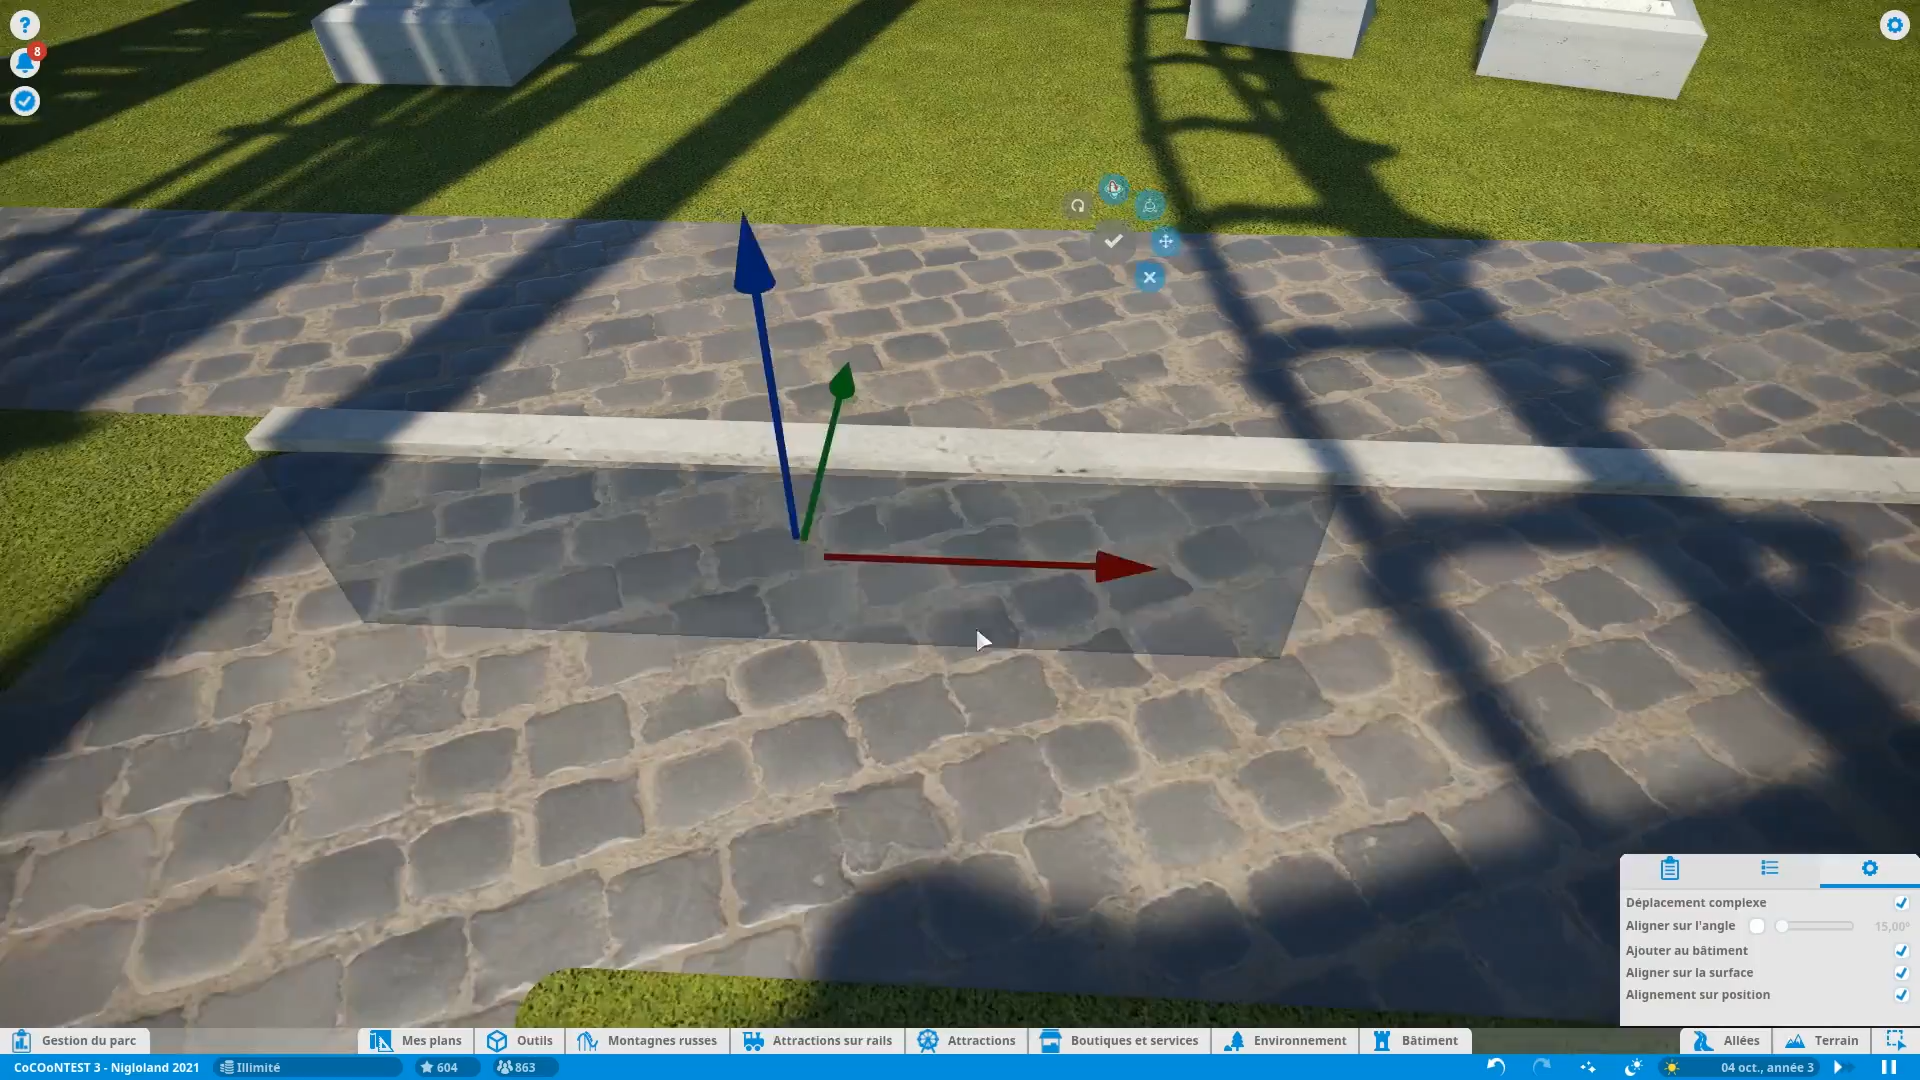 ?
8
Déplacement complexe
Aligner sur l'angle 15,00°
Ajouter au bâtiment
Aligner sur la surface
Alignement sur position
Gestion du parc Mes plans Outils Montagnes russes Attractions sur rails Attractions Boutiques et services Environnement Bâtiment Allées Terrain
CoCOoNTEST 3 - Nigloland 2021 Illimité 604 863 04 oct., année 3